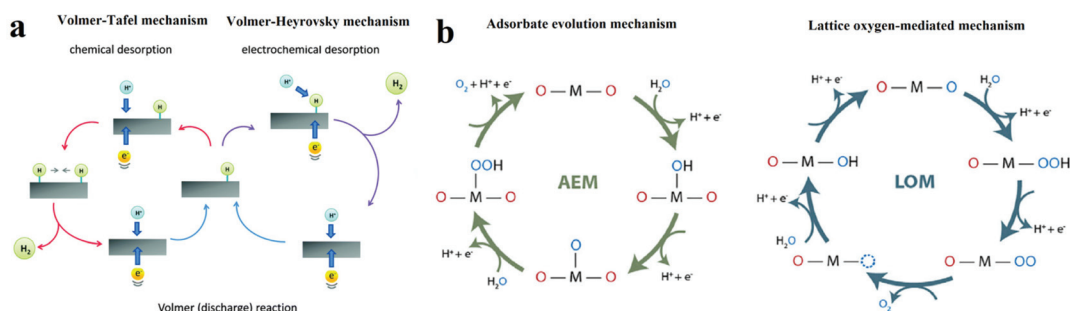 a
Volmer-Tafel mechanism
Volmer-Heyrovsky mechanism
chemical desorption
electrochemical desorption
H⁺
H
e⁻
H⁺
H
e⁻
H₂
H
H
H
H₂
H⁺
e⁻
H⁺
e⁻
Volmer (discharge) reaction
b
Adsorbate evolution mechanism
O₂ + H⁺ + e⁻
O — M — O
H₂O
H⁺ + e⁻
OOH
O — M — O
AEM
OH
O — M — O
H⁺ + e⁻
H₂O
O
O — M — O
H⁺ + e⁻
Lattice oxygen-mediated mechanism
H⁺ + e⁻
O — M — O
H₂O
H⁺ + e⁻
O — M — OH
LOM
O — M — OOH
H⁺ + e⁻
H₂O
H⁺ + e⁻
O — M —
O — M — OO
O₂